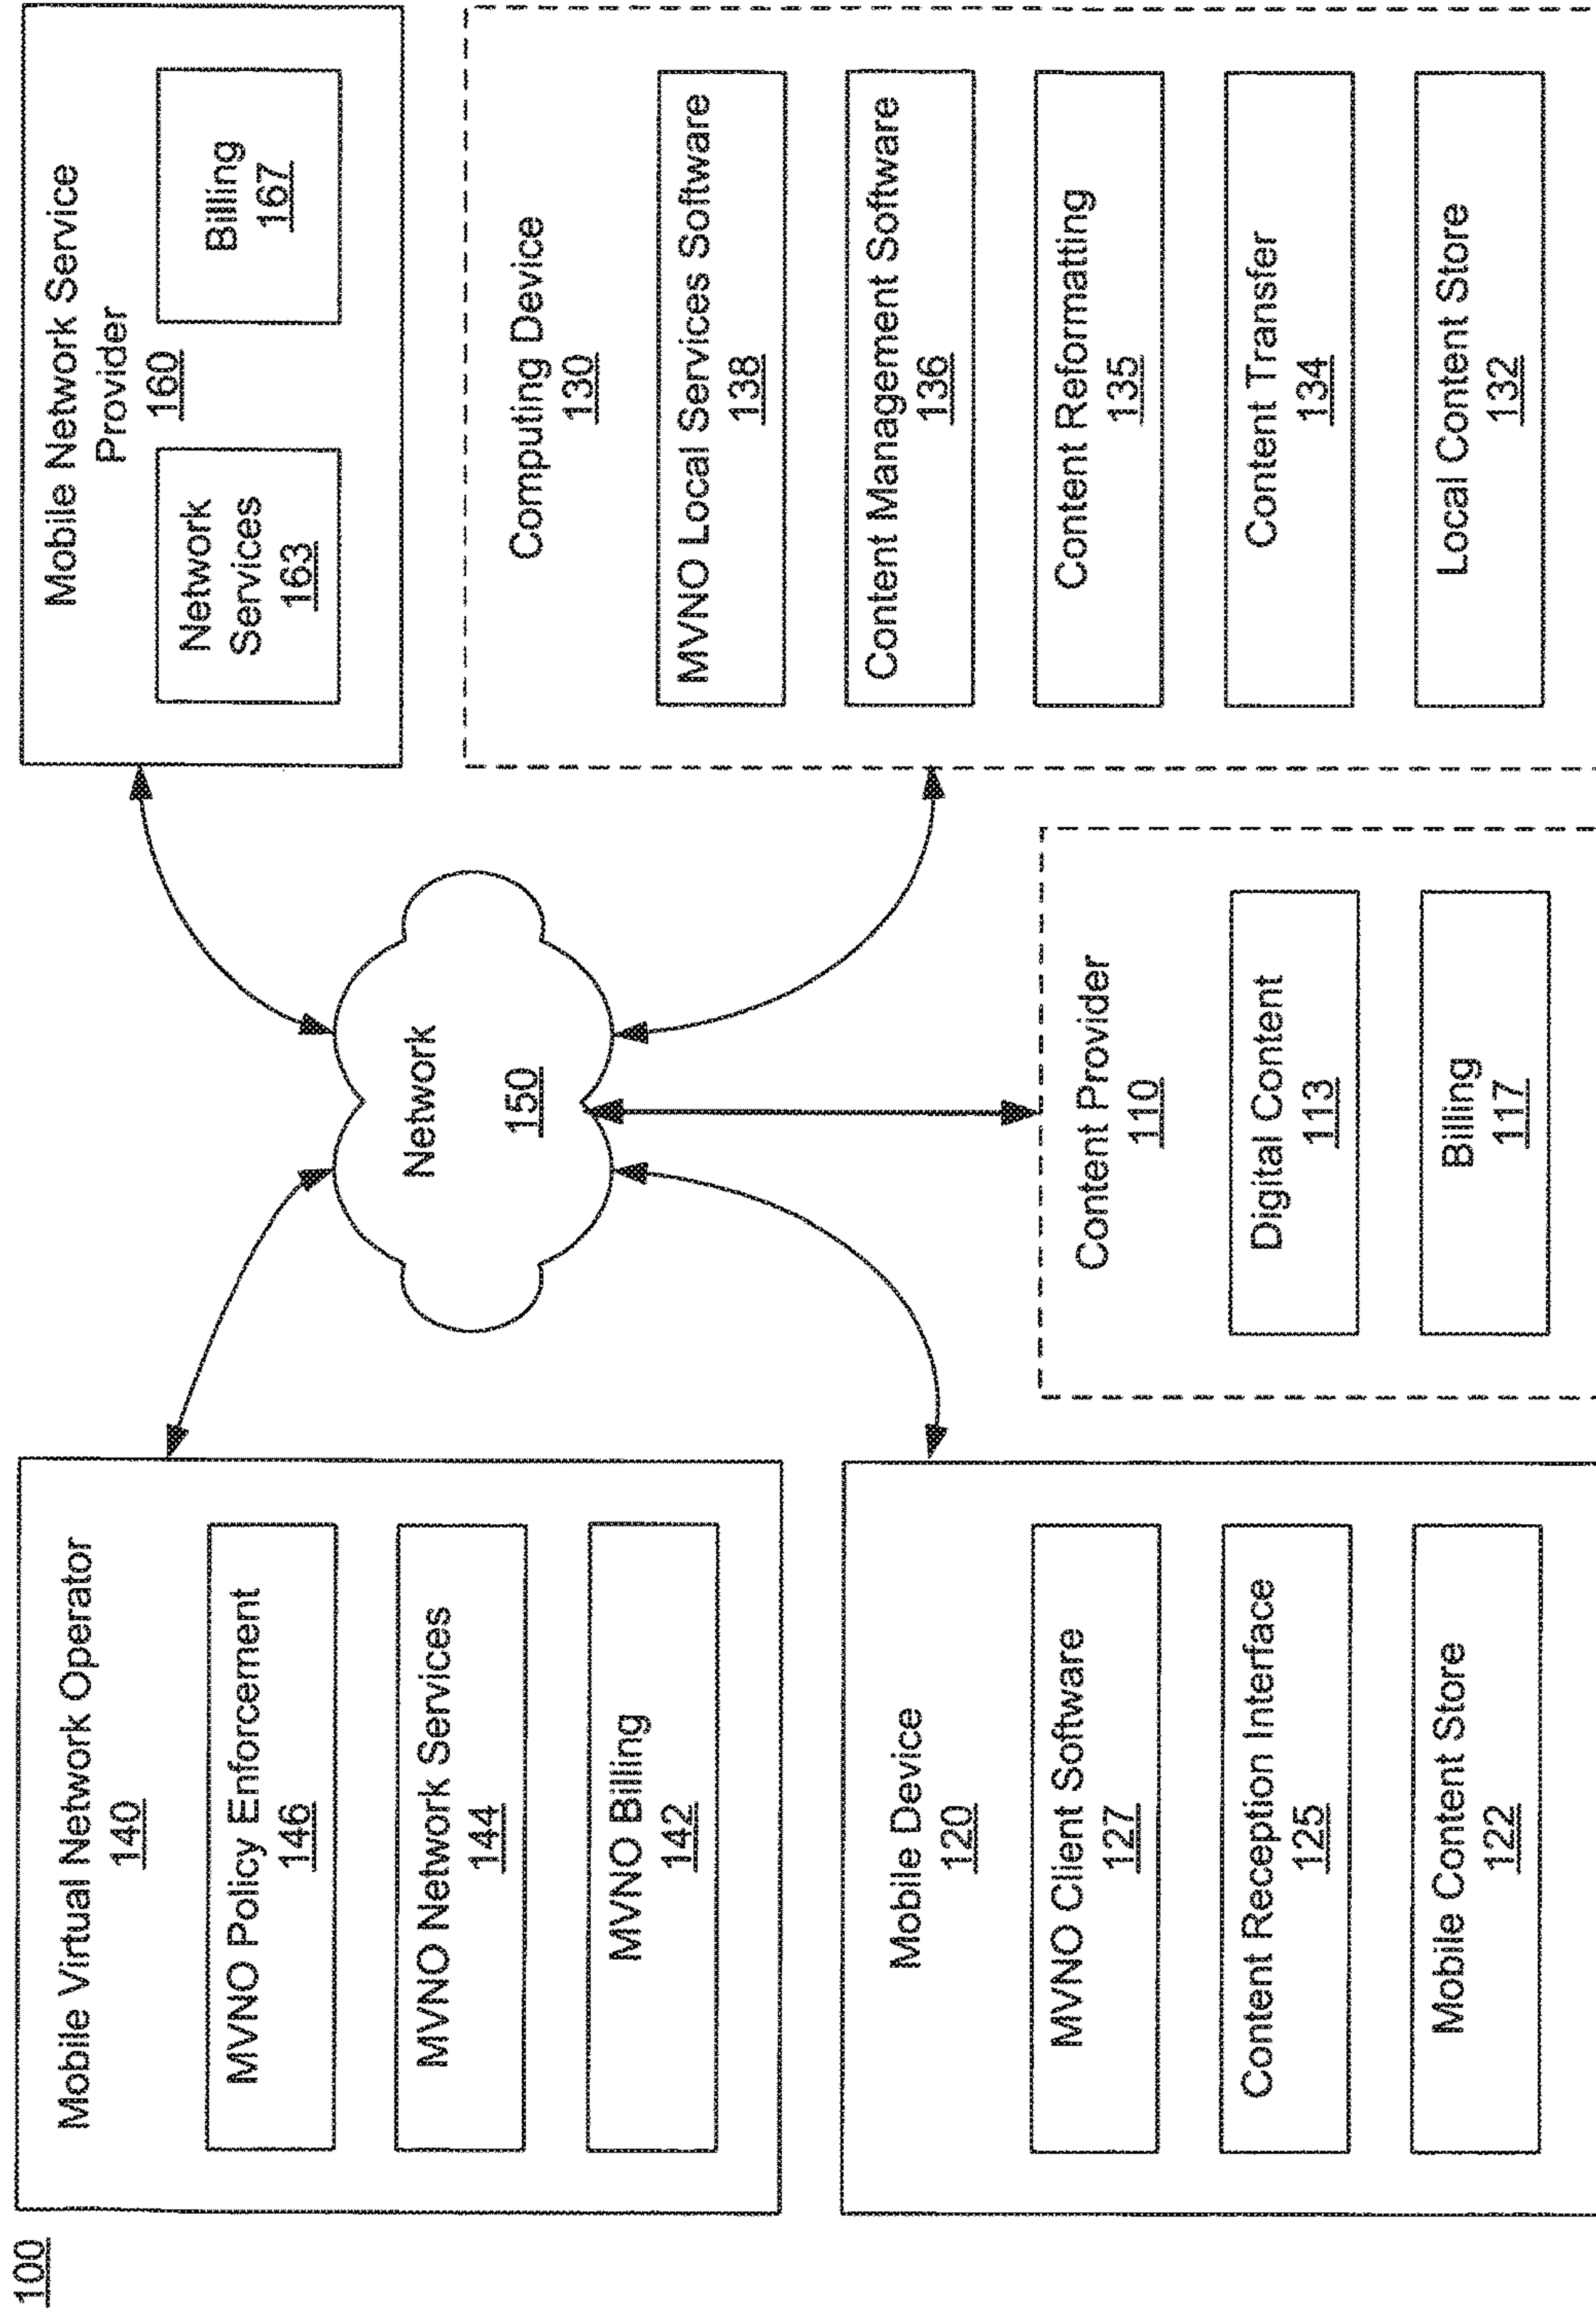 100
Mobile Virtual Network Operator
140
MVNO Policy Enforcement
146
MVNO Network Services
144
MVNO Billing
142
Network
150
Mobile Network Service
Provider
160
Network
Services
163
Billing
167
Mobile Device
120
MVNO Client Software
127
Content Reception Interface
125
Mobile Content Store
122
Content Provider
110
Digital Content
113
Billing
117
Computing Device
130
MVNO Local Services Software
138
Content Management Software
136
Content Reformatting
135
Content Transfer
134
Local Content Store
132